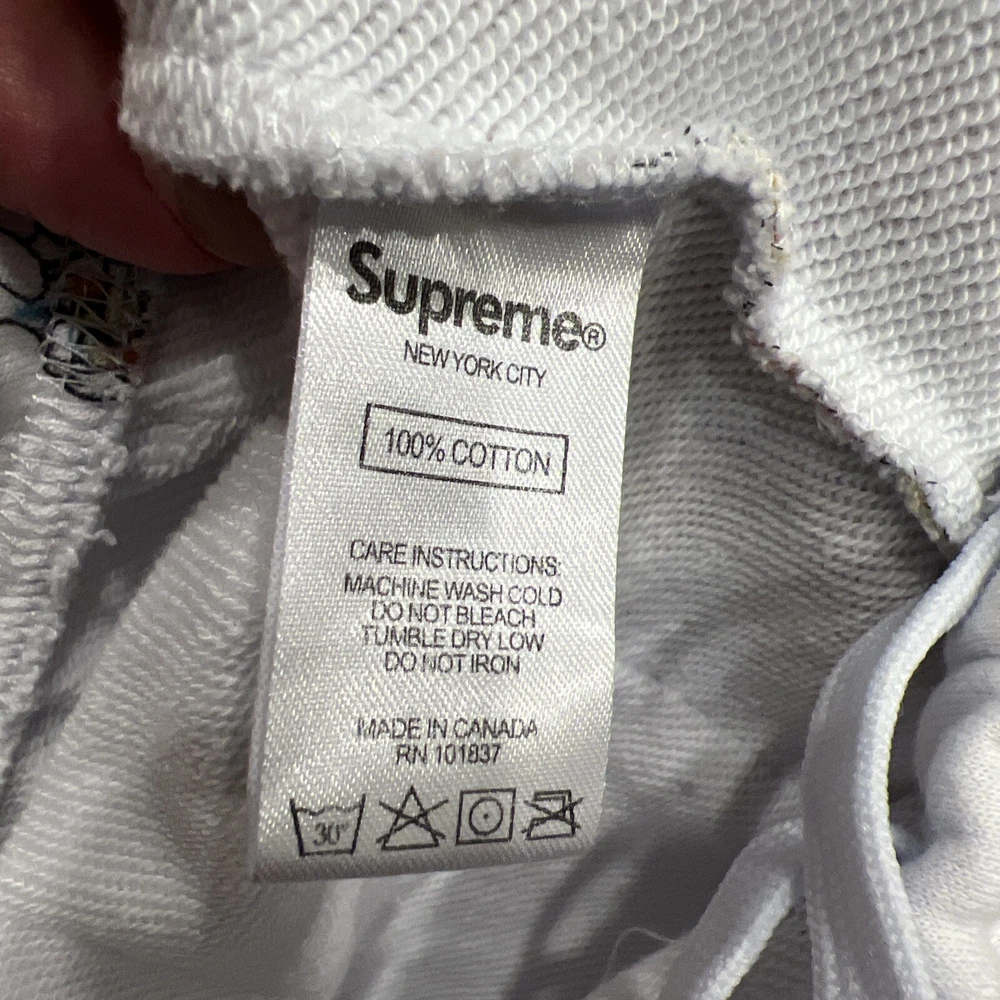 Supreme®
NEW YORK CITY
100% COTTON
CARE INSTRUCTIONS:
MACHINE WASH COLD
DO NOT BLEACH
TUMBLE DRY LOW
DO NOT IRON
MADE IN CANADA
RN 101837
30°